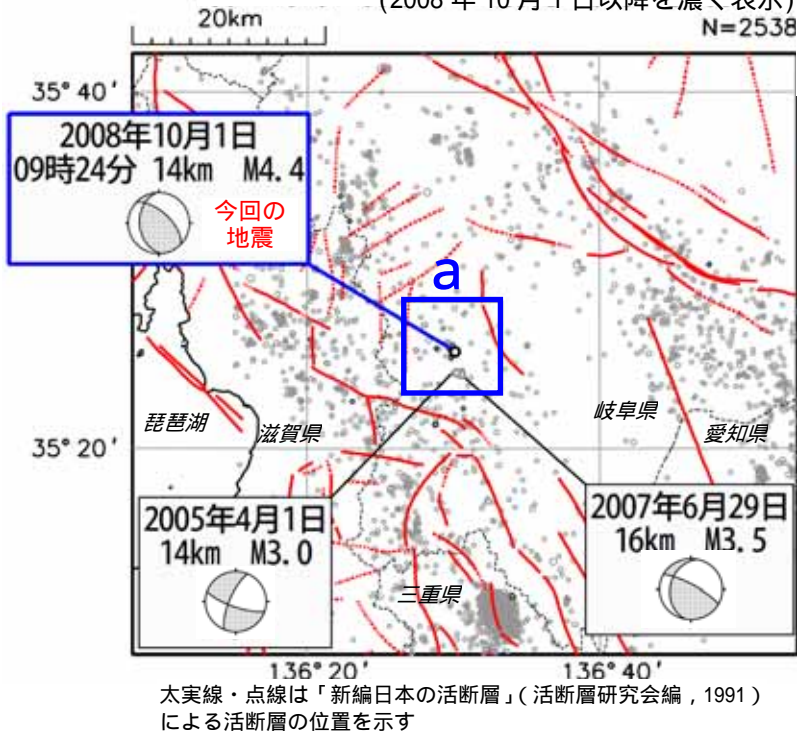 (2008 年 10 月 1 日以降を濃く表示)
20km
N=2538
35° 40′
2008年10月1日
09時24分 14km M4.4
今回の
地震
a
琵琶湖
滋賀県
岐阜県
愛知県
35° 20′
2005年4月1日
14km M3.0
2007年6月29日
16km M3.5
三重県
136° 20′
136° 40′
太実線・点線は「新編日本の活断層」(活断層研究会編，1991)
による活断層の位置を示す